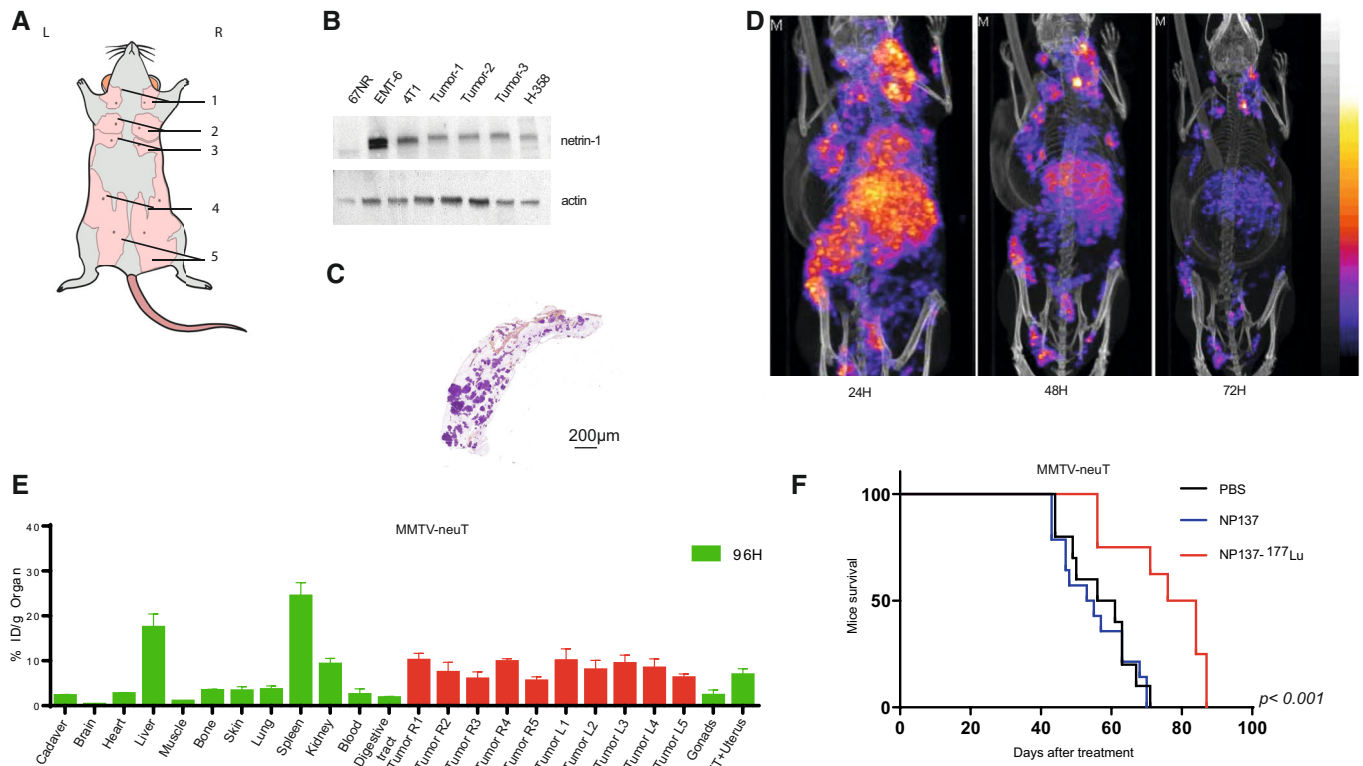 A
L
R
1
2
3
4
5
B
67NR
EMT-6
4T1
Tumor-1
Tumor-2
Tumor-3
H-358
netrin-1
actin
C
200µm
D
M
M
M
24H
48H
72H
E
MMTV-neuT
96H
% ID/g Organ
40
30
20
10
0
Cadaver
Brain
Heart
Liver
Muscle
Bone
Skin
Lung
Spleen
Kidney
Blood
Digestive
tract
Tumor R1
Tumor R2
Tumor R3
Tumor R4
Tumor R5
Tumor L1
Tumor L2
Tumor L3
Tumor L4
Tumor L5
Gonads
F
MMTV-neuT
PBS
NP137
NP137-177Lu
Mice survival
100
50
0
0
20
40
60
80
100
p< 0.001
Days after treatment